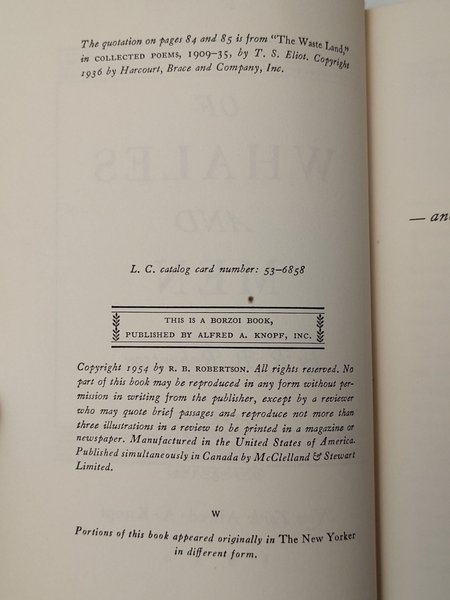 The quotation on pages 84 and 85 is from "The Waste Land,"
in COLLECTED POEMS, 1909–35, by T. S. Eliot. Copyright
1936 by Harcourt, Brace and Company, Inc.
OF
WHALES
AND
MEN
— an
L. C. catalog card number: 53–6858
THIS IS A BORZOI BOOK,
PUBLISHED BY ALFRED A. KNOPF, INC.
Copyright 1954 by R. B. ROBERTSON. All rights reserved. No
part of this book may be reproduced in any form without per-
mission in writing from the publisher, except by a reviewer
who may quote brief passages and reproduce not more than
three illustrations in a review to be printed in a magazine or
newspaper. Manufactured in the United States of America.
Published simultaneously in Canada by McClelland & Stewart
Limited.
W
Portions of this book appeared originally in The New Yorker
in different form.